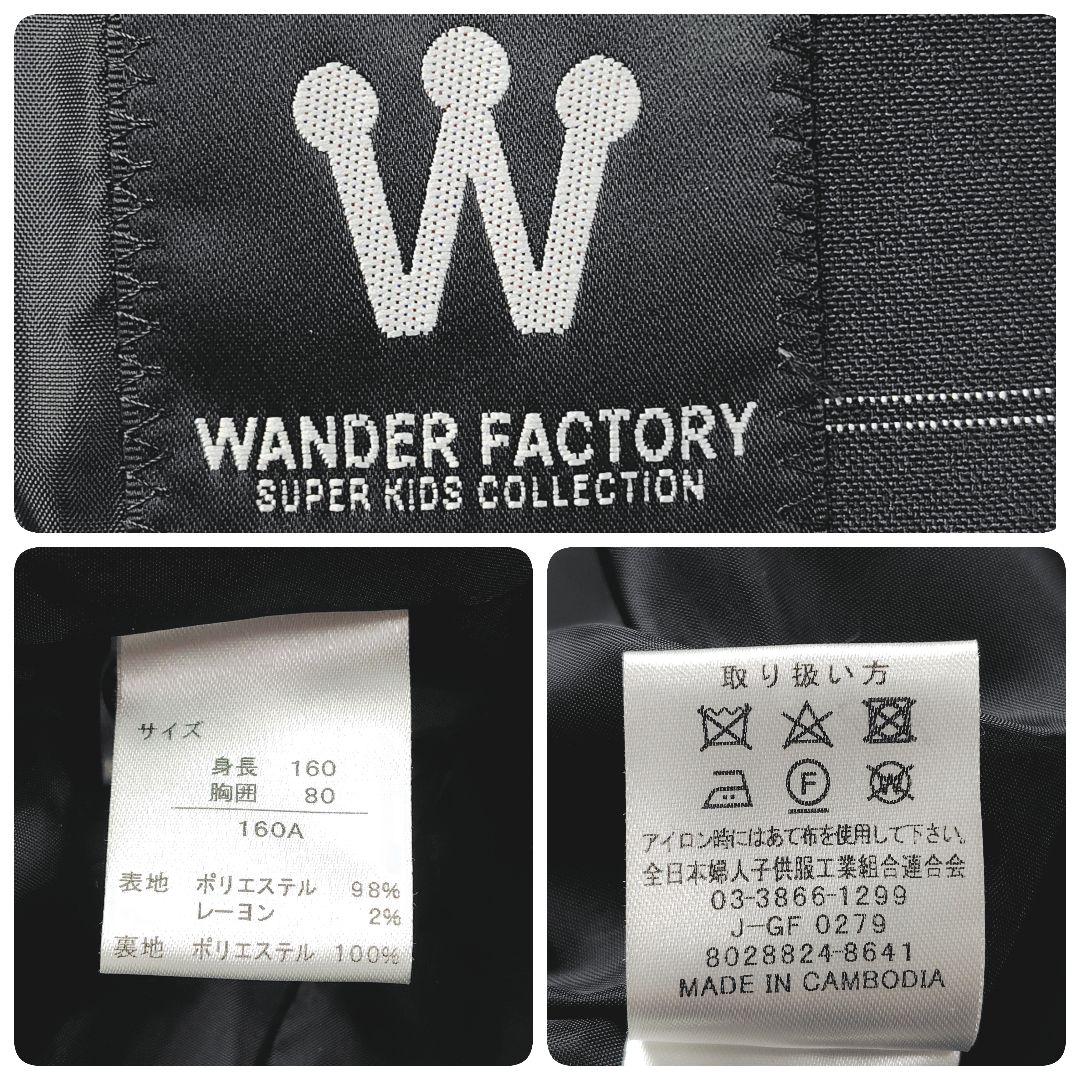 W
WANDER FACTORY
SUPER KIDS COLLECTION
サイズ
身長 160
胸囲 80
160A
表地 ポリエステル 98%
レーヨン 2%
裏地 ポリエステル 100%
取り扱い方
F W
アイロン時にはあて布を使用して下さい。
全日本婦人子供服工業組合連合会
03-3866-1299
J-GF 0279
8028824-8641
MADE IN CAMBODIA